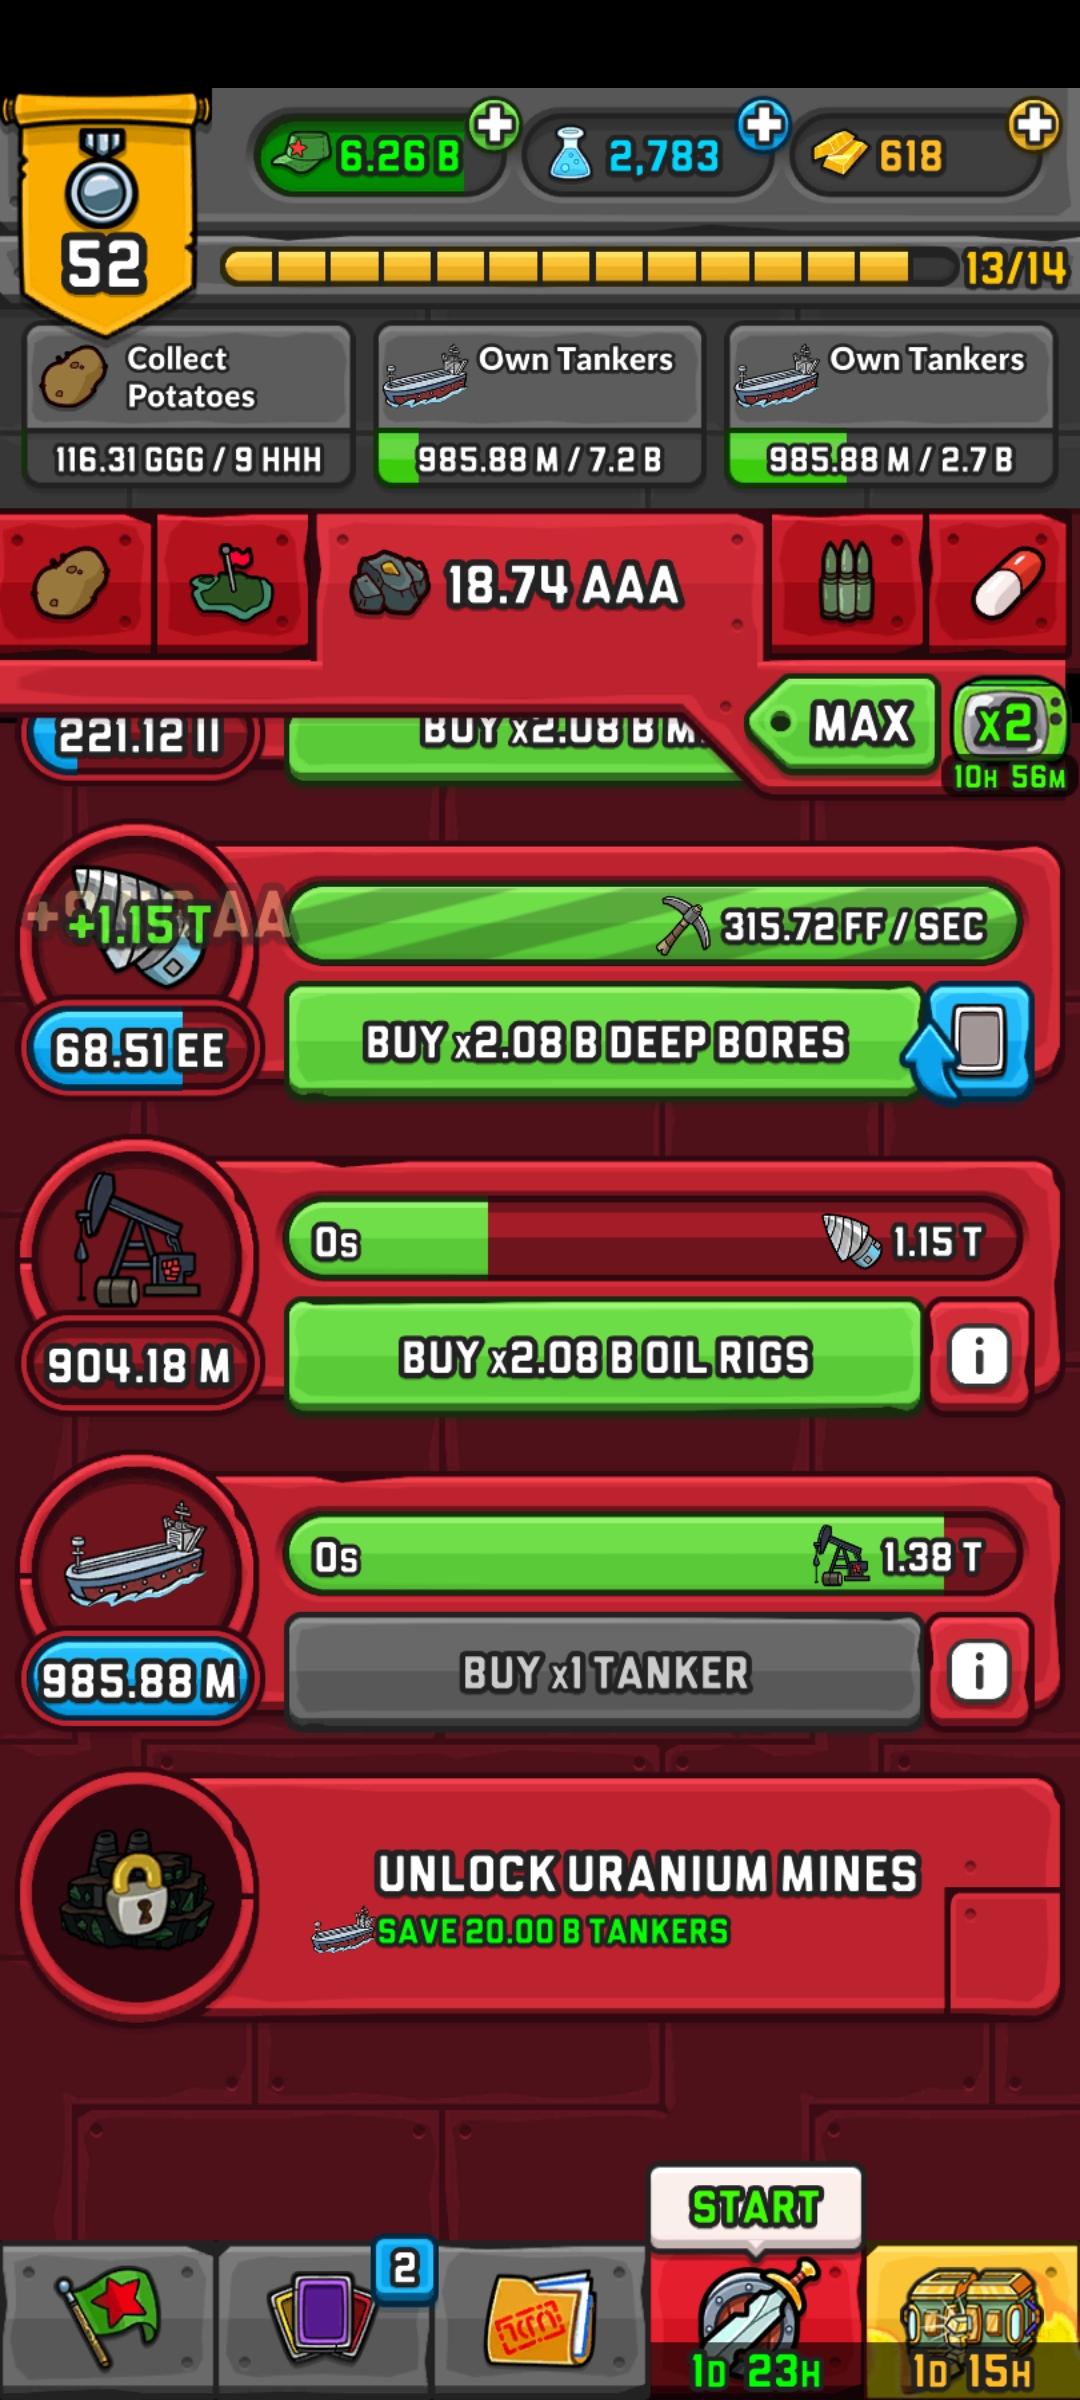 6.26 B
2,783
618
52
13/14
Collect
Potatoes
116.31 GGG / 9 HHH
Own Tankers
985.88 M / 7.2 B
Own Tankers
985.88 M / 2.7 B
18.74 AAA
MAX
x2
10H 56M
221.12 II
BUY x2.08 B M
+1.15 T
315.72 FF / SEC
68.51 EE
BUY x2.08 B DEEP BORES
0s
1.15 T
904.18 M
BUY x2.08 B OIL RIGS
i
0s
1.38 T
985.88 M
BUY x1 TANKER
i
UNLOCK URANIUM MINES
SAVE 20.00 B TANKERS
START
2
1D 23H
1D 15H